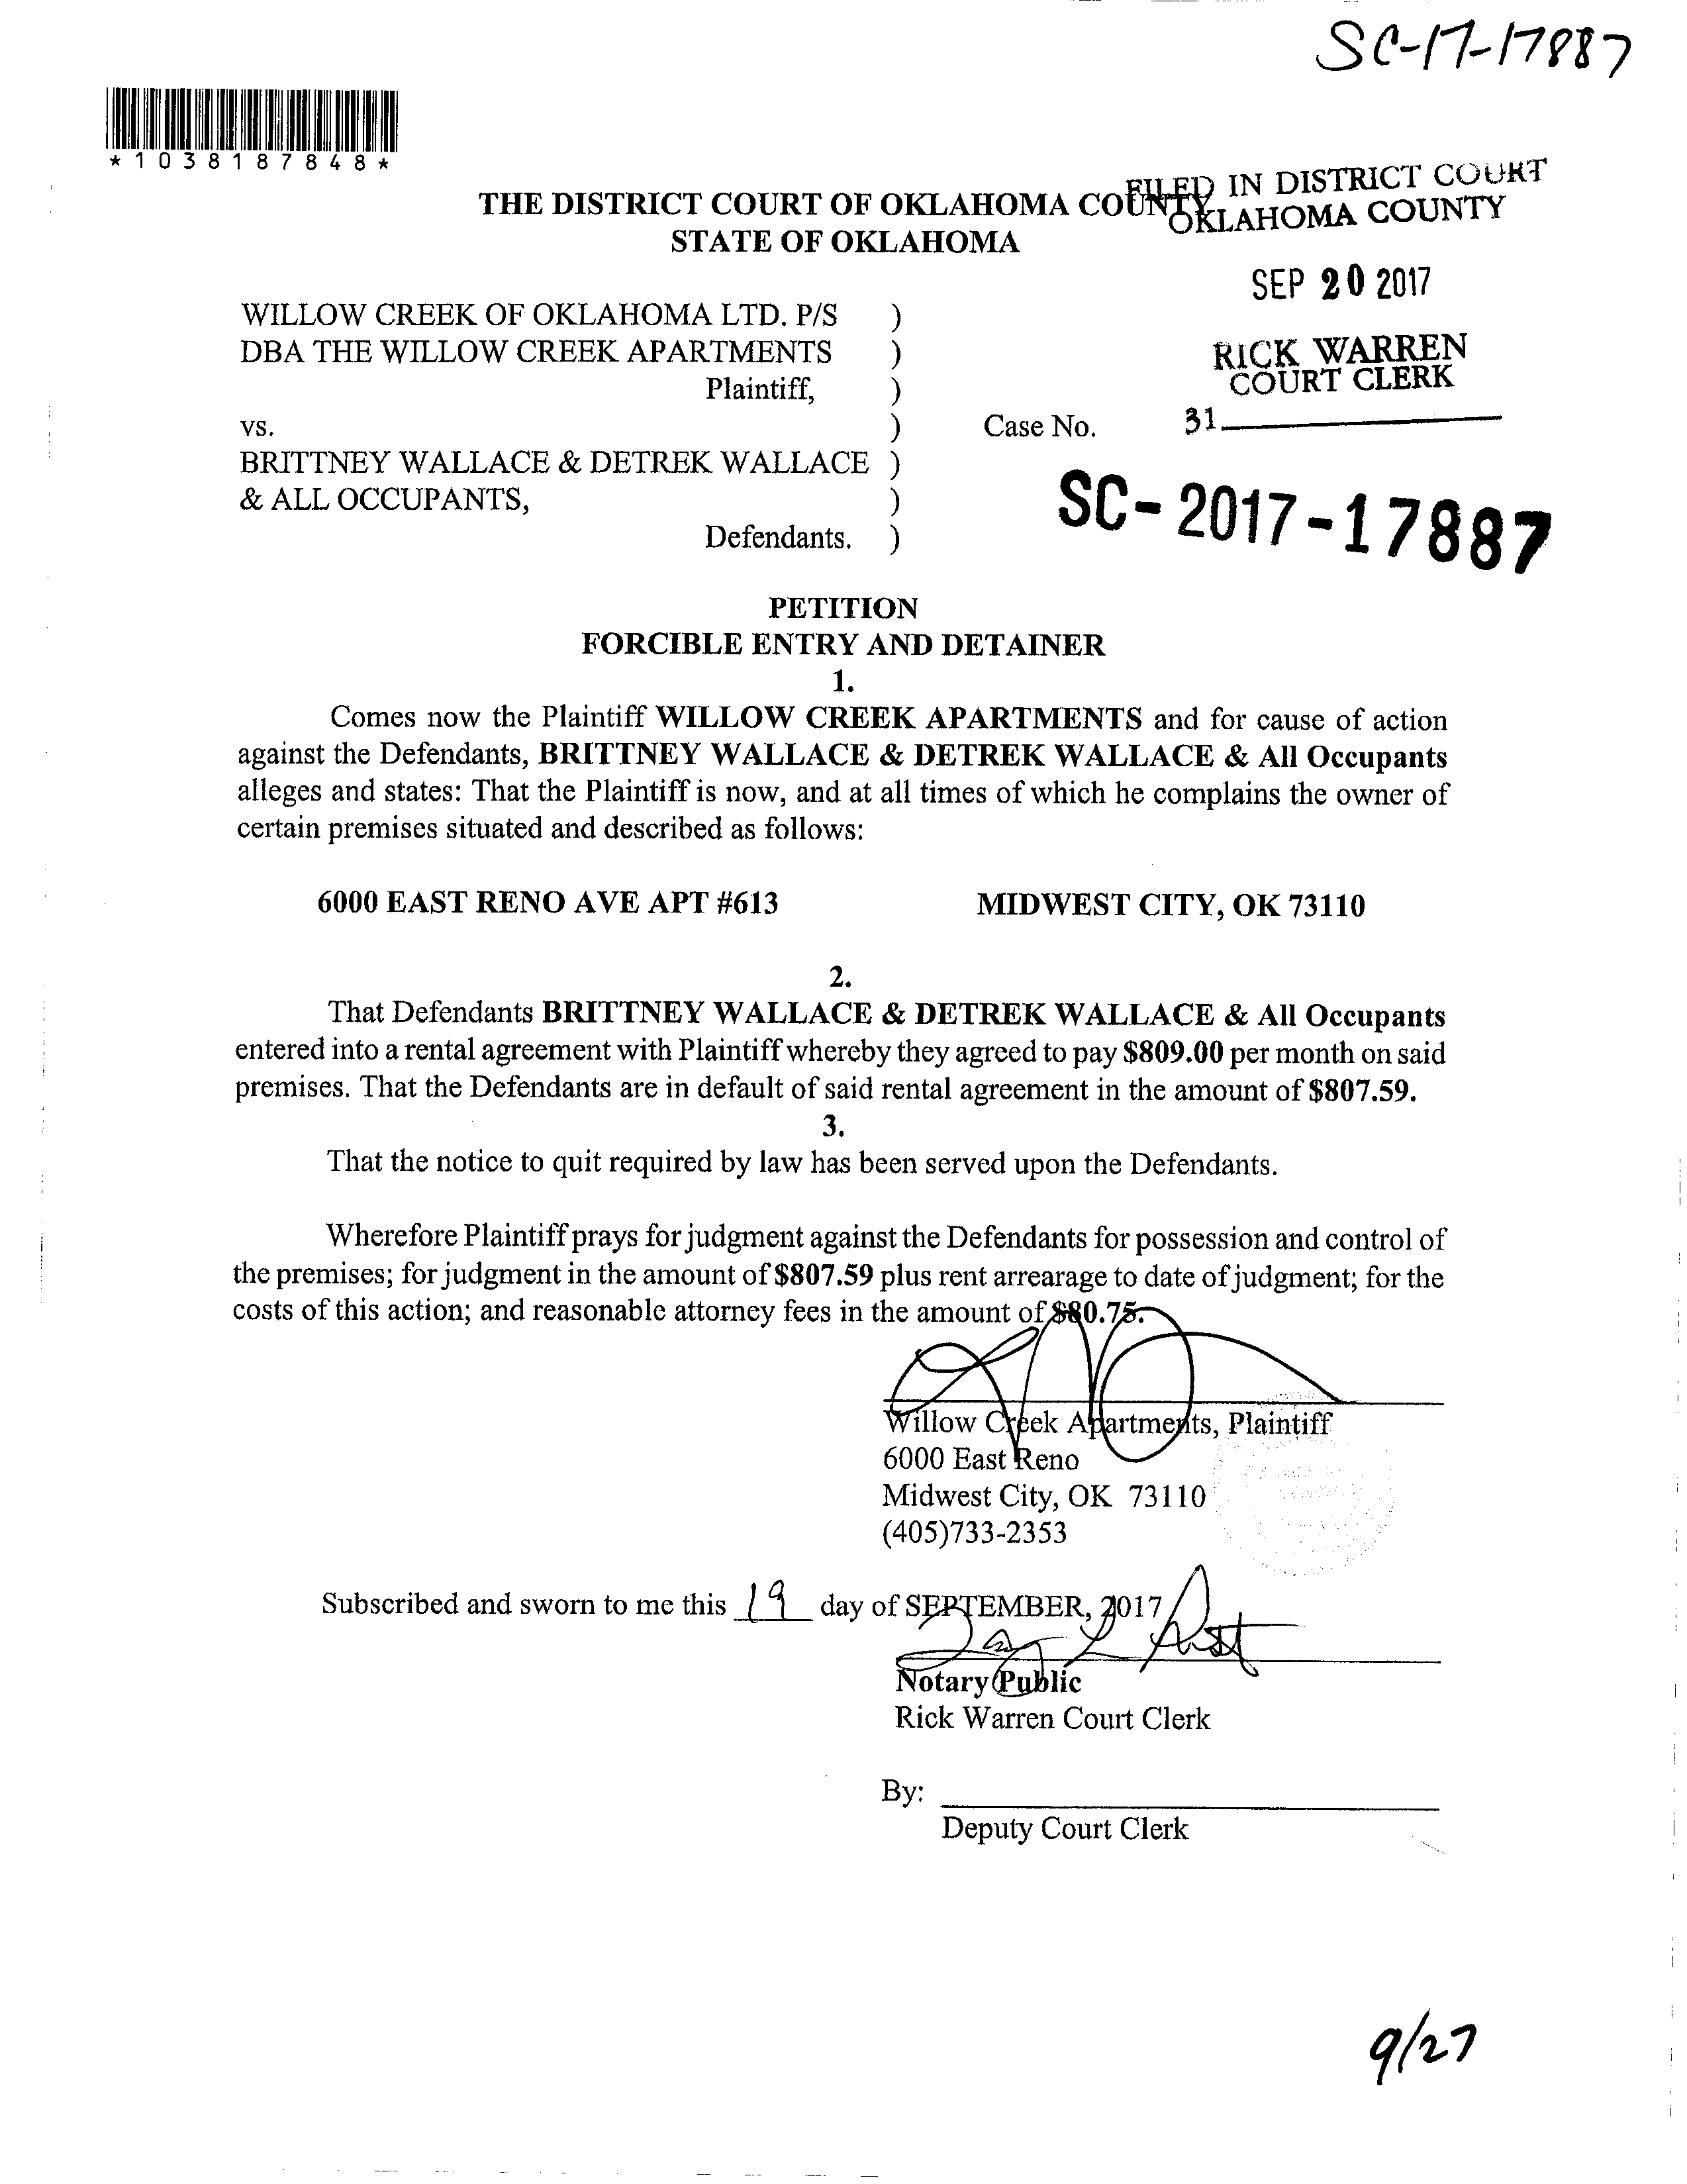 SC-17-17887
*1038187848*
THE DISTRICT COURT OF OKLAHOMA COUNTY
STATE OF OKLAHOMA
FILED IN DISTRICT COURT
OKLAHOMA COUNTY
SEP 20 2017
RICK WARREN
COURT CLERK
31
WILLOW CREEK OF OKLAHOMA LTD. P/S )
DBA THE WILLOW CREEK APARTMENTS )
Plaintiff, )
vs. ) Case No.
BRITTNEY WALLACE & DETREK WALLACE )
& ALL OCCUPANTS, )
Defendants. )
SC-2017-17887
PETITION
FORCIBLE ENTRY AND DETAINER
1.
Comes now the Plaintiff WILLOW CREEK APARTMENTS and for cause of action
against the Defendants, BRITTNEY WALLACE & DETREK WALLACE & All Occupants
alleges and states: That the Plaintiff is now, and at all times of which he complains the owner of
certain premises situated and described as follows:
6000 EAST RENO AVE APT #613 MIDWEST CITY, OK 73110
2.
That Defendants BRITTNEY WALLACE & DETREK WALLACE & All Occupants
entered into a rental agreement with Plaintiff whereby they agreed to pay $809.00 per month on said
premises. That the Defendants are in default of said rental agreement in the amount of $807.59.
3.
That the notice to quit required by law has been served upon the Defendants.
Wherefore Plaintiff prays for judgment against the Defendants for possession and control of
the premises; for judgment in the amount of $807.59 plus rent arrearage to date of judgment; for the
costs of this action; and reasonable attorney fees in the amount of $80.75.
Willow Creek Apartments, Plaintiff
6000 East Reno
Midwest City, OK 73110
(405)733-2353
Subscribed and sworn to me this 19 day of SEPTEMBER, 2017
Notary Public
Rick Warren Court Clerk
By:
Deputy Court Clerk
9/27